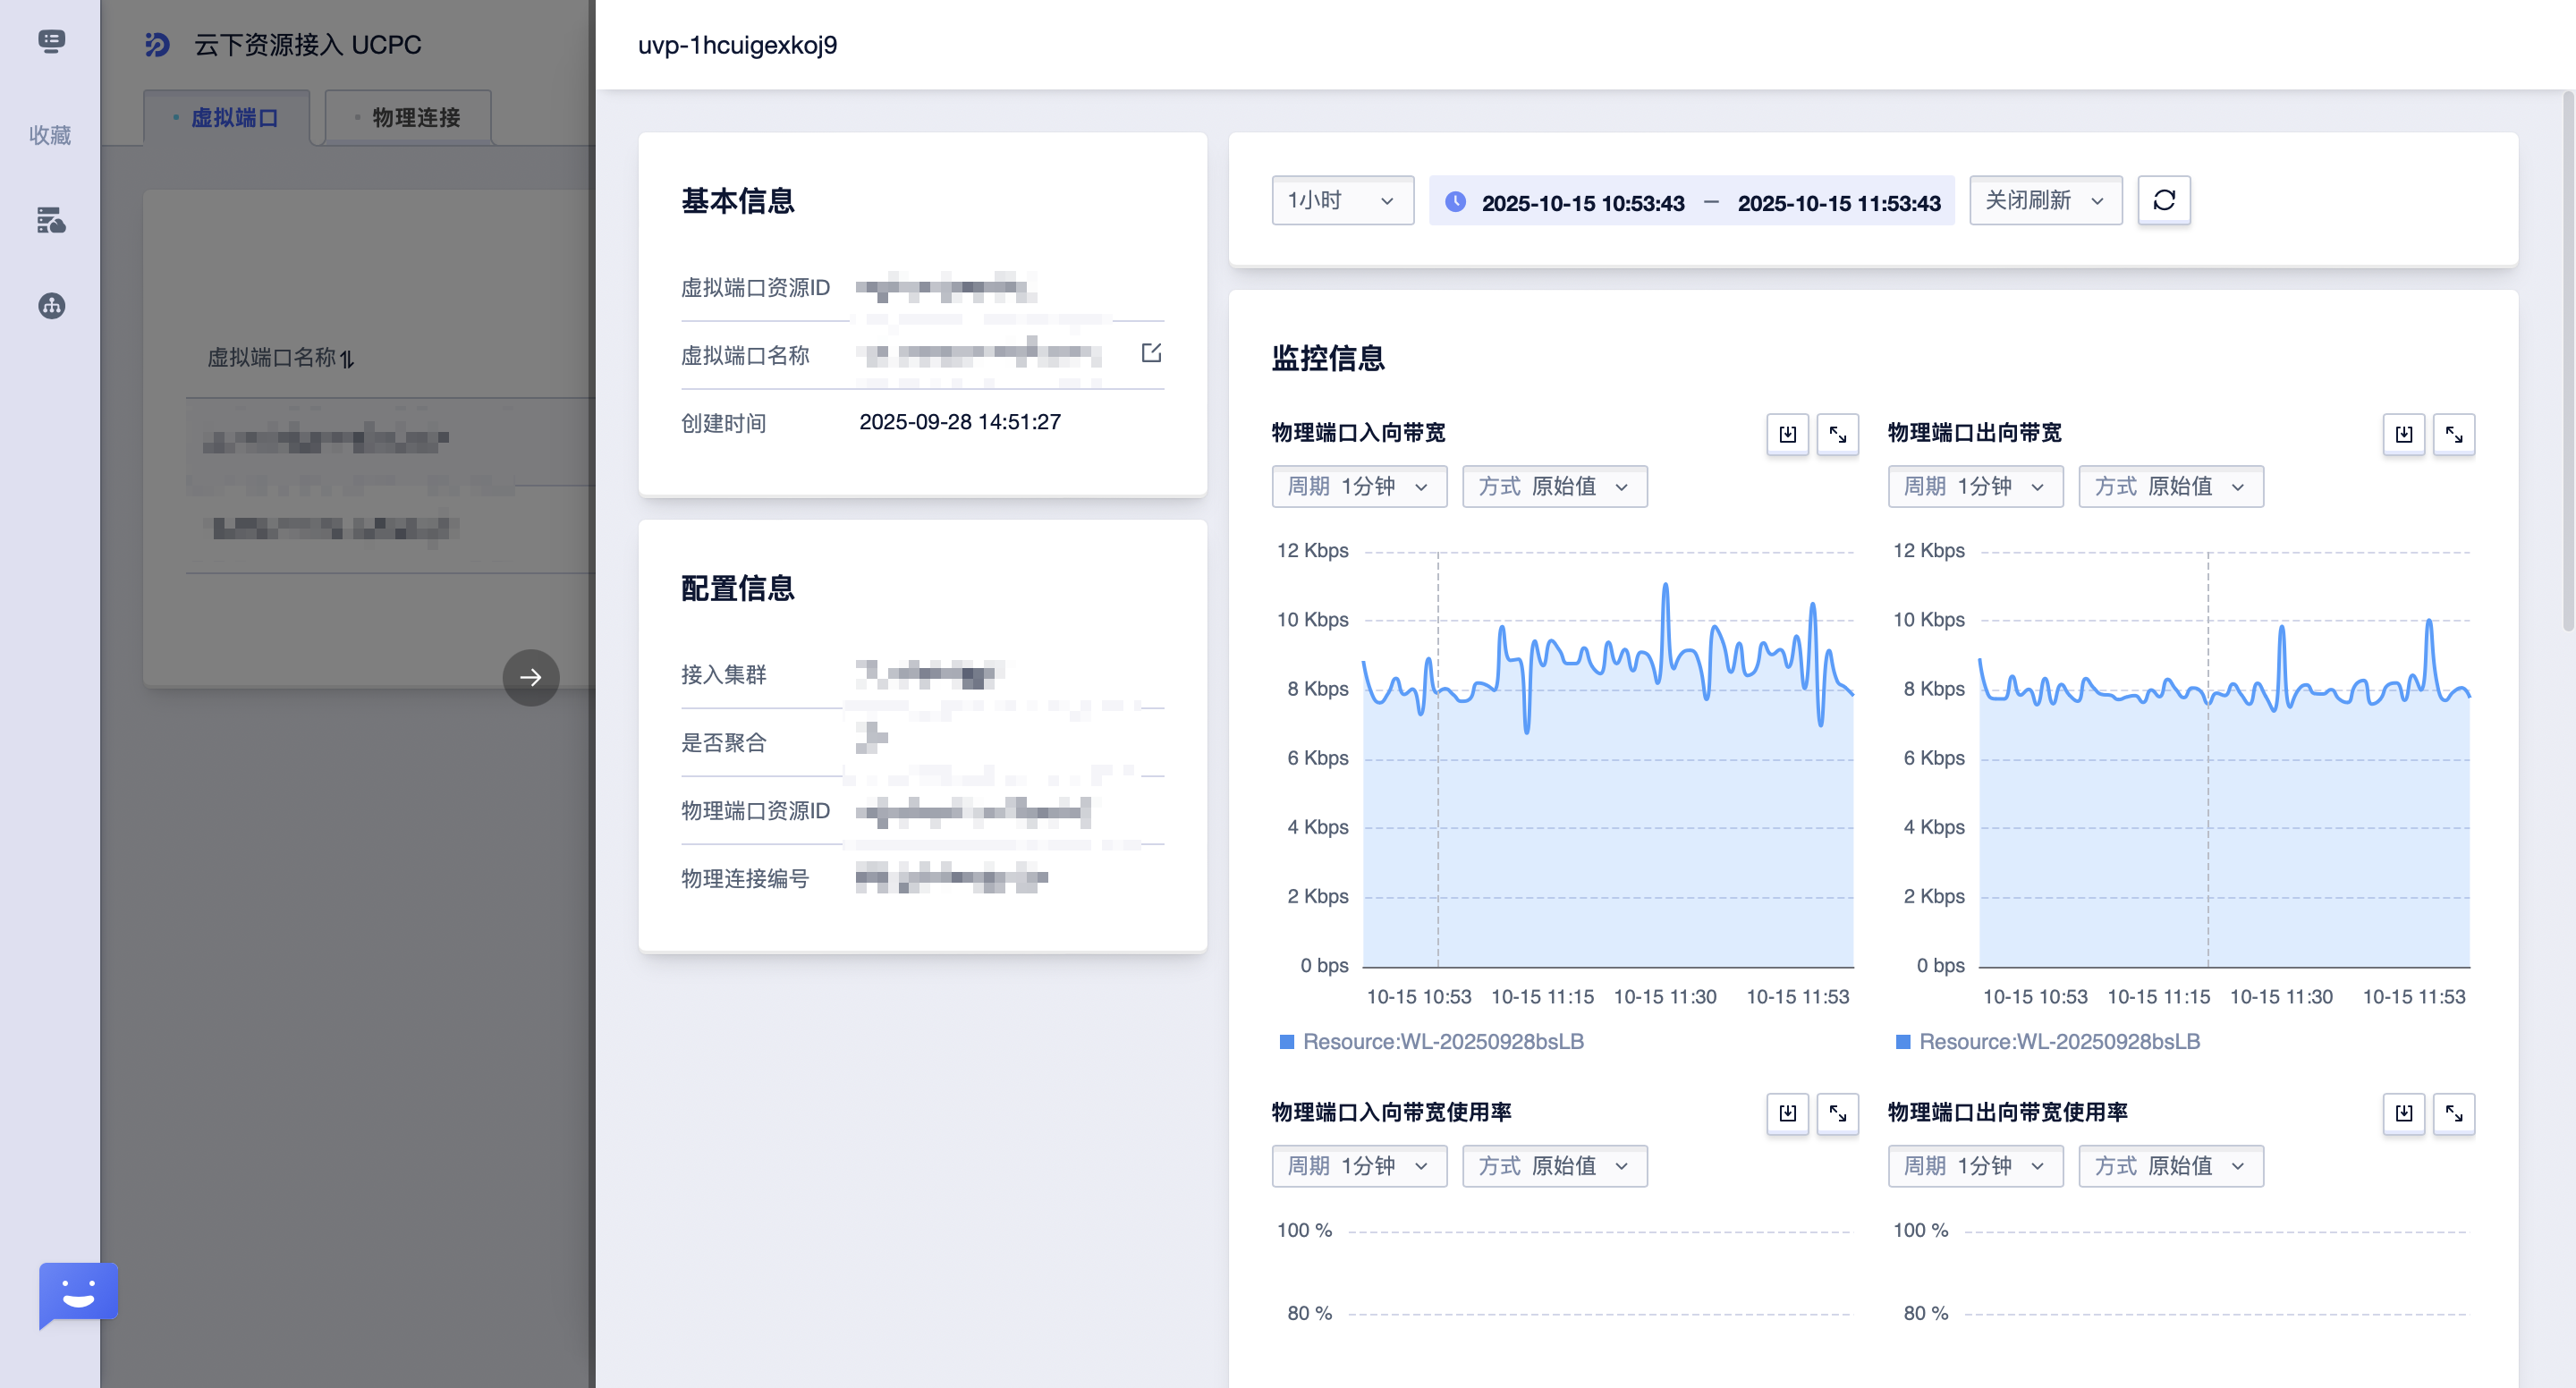 收藏
云下资源接入 UCPC
虚拟端口
物理连接
虚拟端口名称
uvp-1hcuigexkoj9
基本信息
虚拟端口资源ID
虚拟端口名称
创建时间 2025-09-28 14:51:27
配置信息
接入集群
是否聚合
物理端口资源ID
物理连接编号
1小时 2025-10-15 10:53:43 – 2025-10-15 11:53:43 关闭刷新
监控信息
物理端口入向带宽
周期 1分钟 方式 原始值
12 Kbps
10 Kbps
8 Kbps
6 Kbps
4 Kbps
2 Kbps
0 bps
10-15 10:53 10-15 11:15 10-15 11:30 10-15 11:53
Resource:WL-20250928bsLB
物理端口出向带宽
周期 1分钟 方式 原始值
12 Kbps
10 Kbps
8 Kbps
6 Kbps
4 Kbps
2 Kbps
0 bps
10-15 10:53 10-15 11:15 10-15 11:30 10-15 11:53
Resource:WL-20250928bsLB
物理端口入向带宽使用率
周期 1分钟 方式 原始值
100 %
80 %
物理端口出向带宽使用率
周期 1分钟 方式 原始值
100 %
80 %